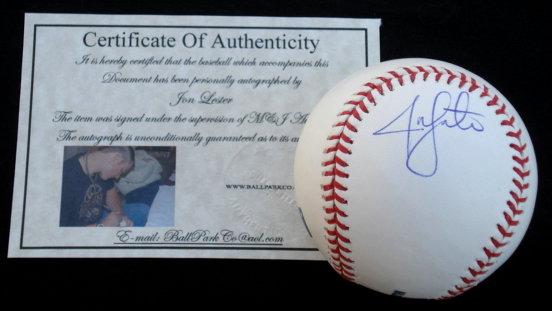 Certificate Of Authenticity
It is hereby certified that the baseball which accompanies this
Document has been personally autographed by
Jon Lester
The item was signed under the supervision of M&J
The autograph is unconditionally guaranteed as to its
WWW.BALLPARKCO
E-mail: BallParkCo@aol.com
Jon Lester